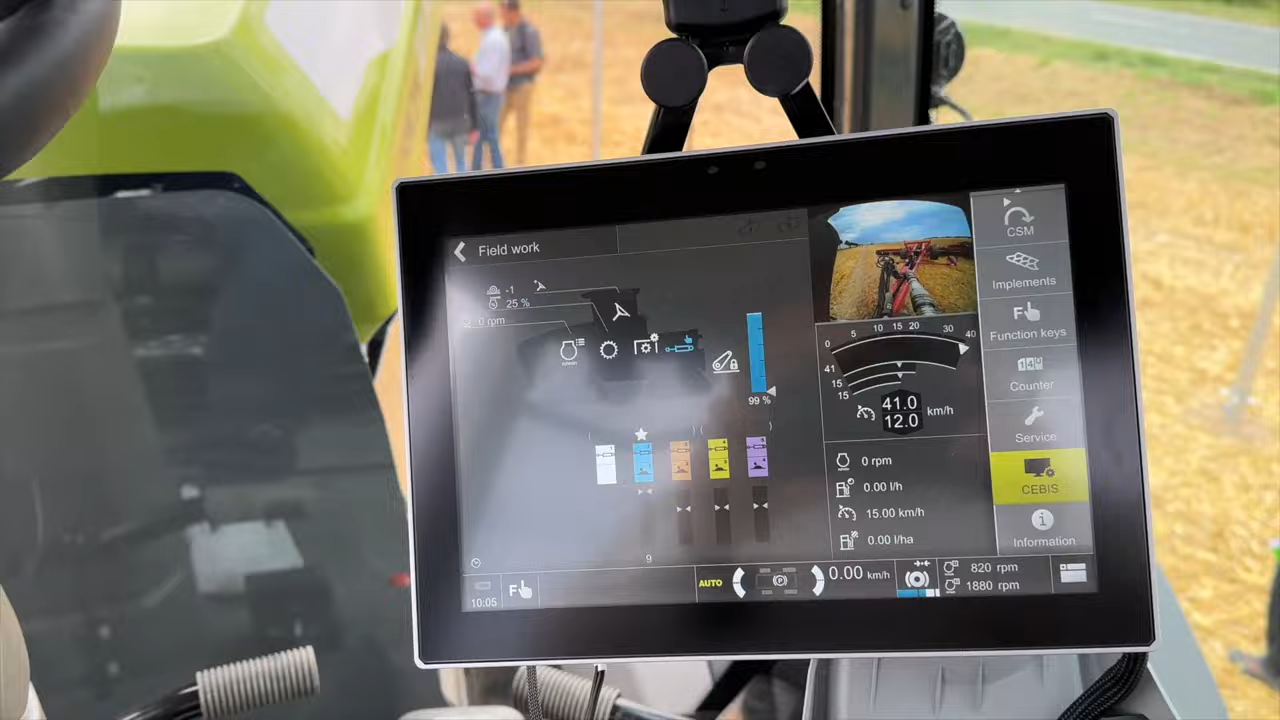 Field work
-1
25 %
0 rpm
99 %
9
10:05
F
AUTO
P
0.00 km/h
820 rpm
1880 rpm
0 5 10 15 20 30 40
41
15
15
41.0
12.0
km/h
0 rpm
0.00 l/h
15.00 km/h
0.00 l/ha
CSM
Implements
F
Function keys
Counter
Service
CEBIS
Information